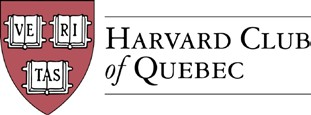 VE RI
TAS
HARVARD CLUB
of QUEBEC